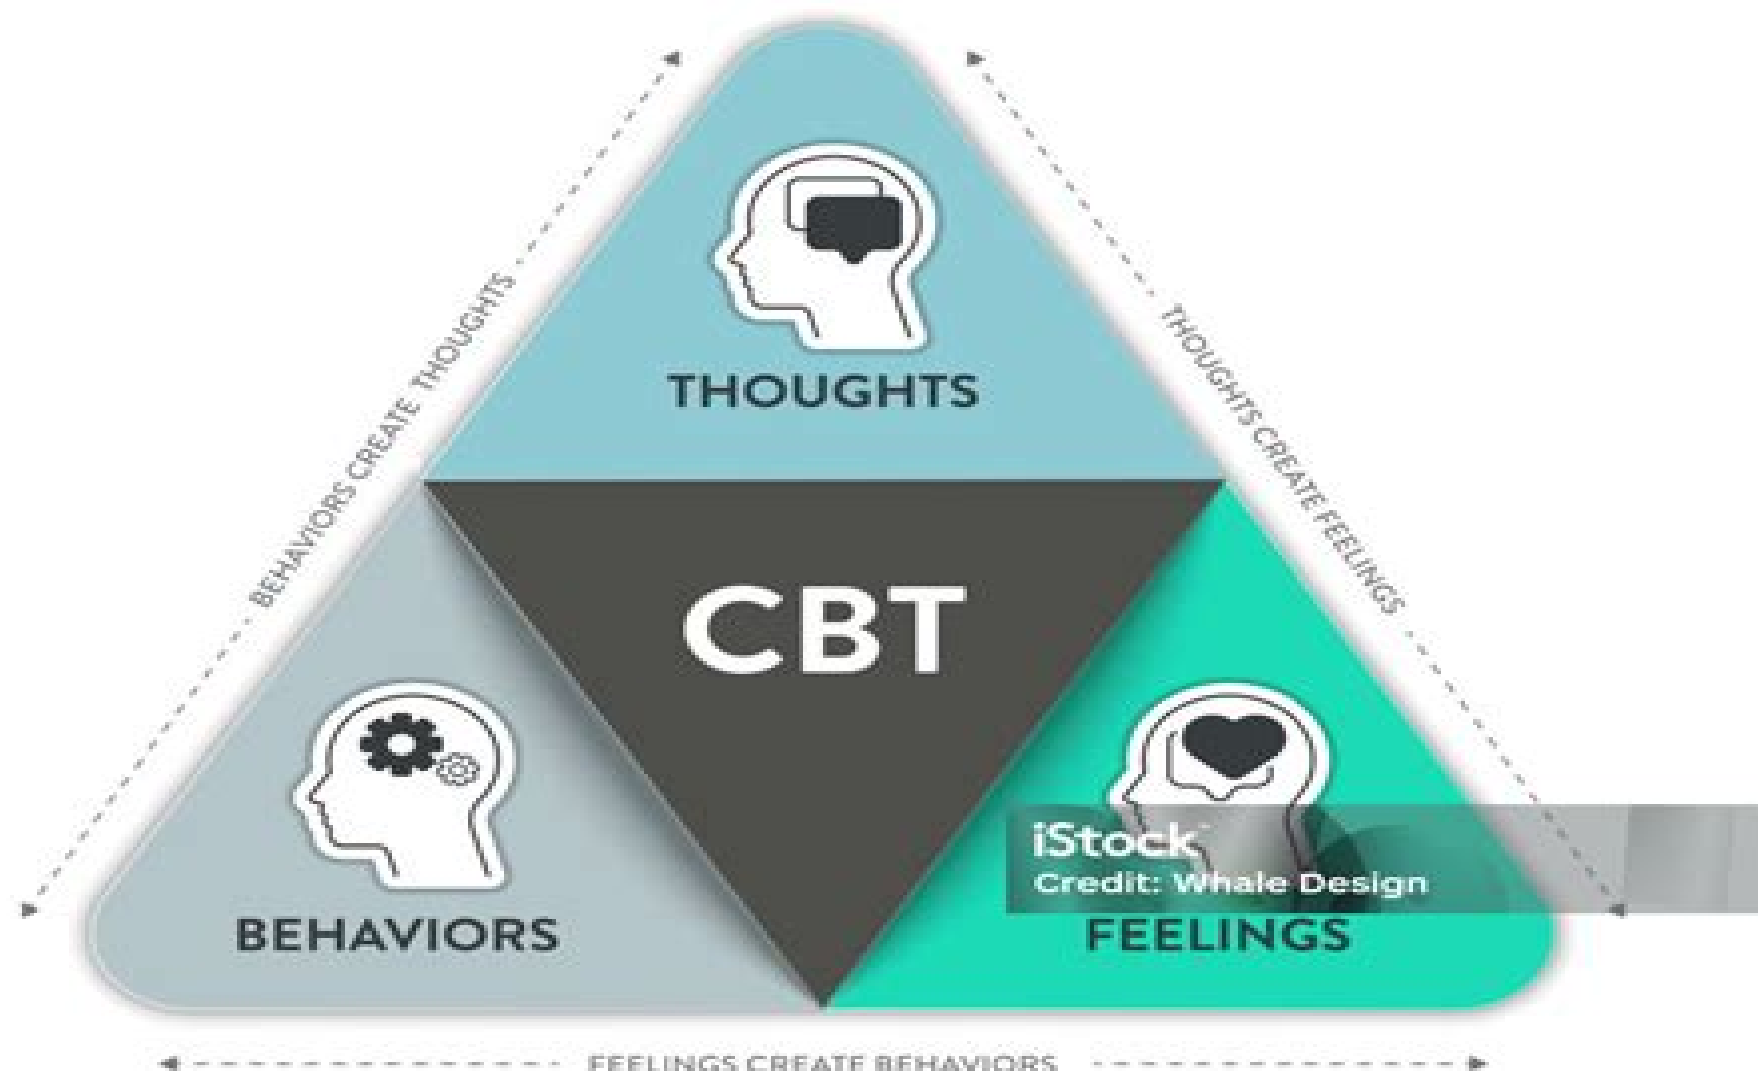 THOUGHTS
BEHAVIORS CREATE THOUGHTS
THOUGHTS CREATE FEELINGS
CBT
iStock
Credit: Whale Design
BEHAVIORS
FEELINGS
FEELINGS CREATE BEHAVIORS